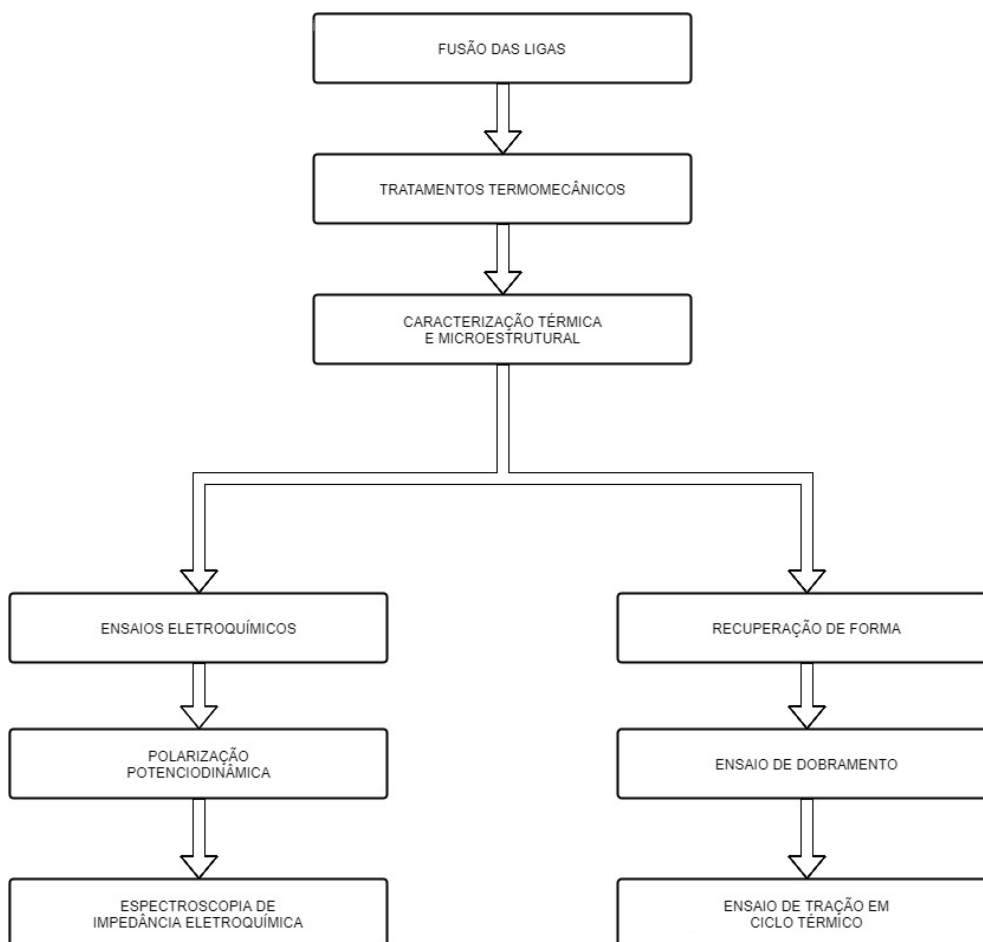 FUSÃO DAS LIGAS
TRATAMENTOS TERMOMECÂNICOS
CARACTERIZAÇÃO TÉRMICA
E MICROESTRUTURAL
ENSAIOS ELETROQUÍMICOS
RECUPERAÇÃO DE FORMA
POLARIZAÇÃO
POTENCIODINÂMICA
ENSAIO DE DOBRAMENTO
ESPECTROSCOPIA DE
IMPEDÂNCIA ELETROQUÍMICA
ENSAIO DE TRAÇÃO EM
CICLO TÉRMICO